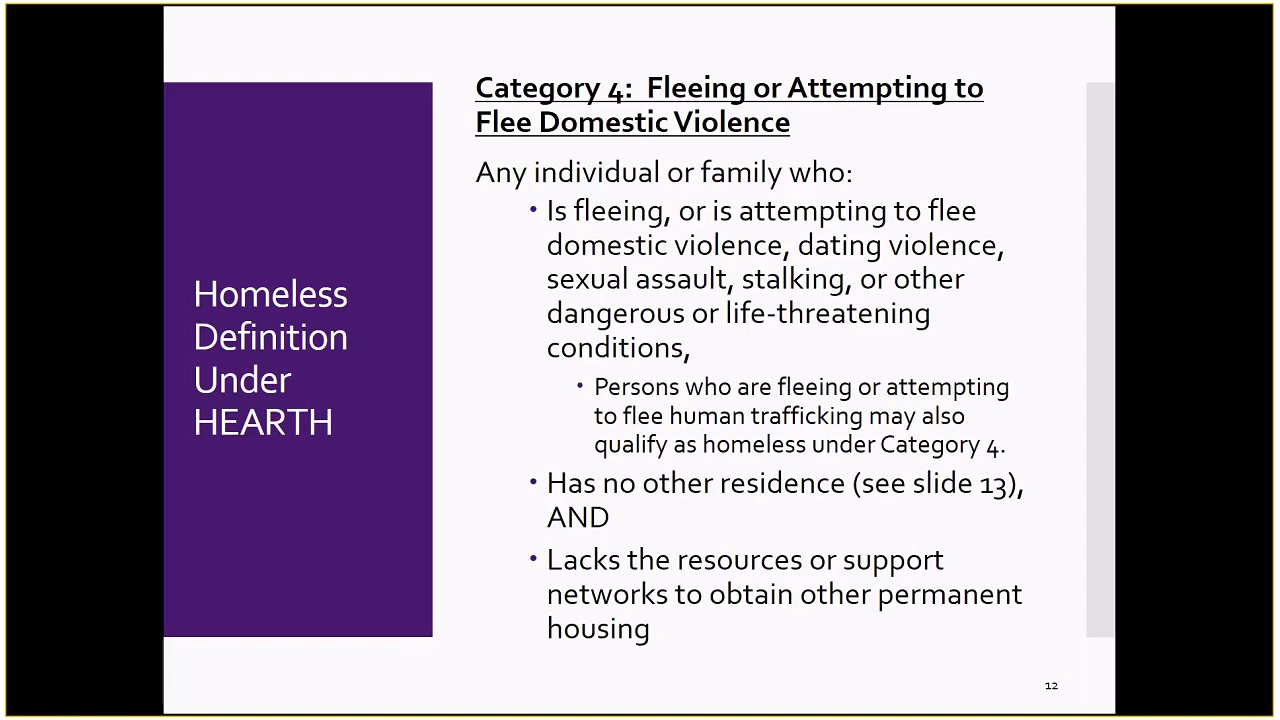 Homeless
Definition
Under
HEARTH
Category 4:  Fleeing or Attempting to
Flee Domestic Violence
Any individual or family who:
• Is fleeing, or is attempting to flee
domestic violence, dating violence,
sexual assault, stalking, or other
dangerous or life-threatening
conditions,
• Persons who are fleeing or attempting
to flee human trafficking may also
qualify as homeless under Category 4.
• Has no other residence (see slide 13),
AND
• Lacks the resources or support
networks to obtain other permanent
housing
12